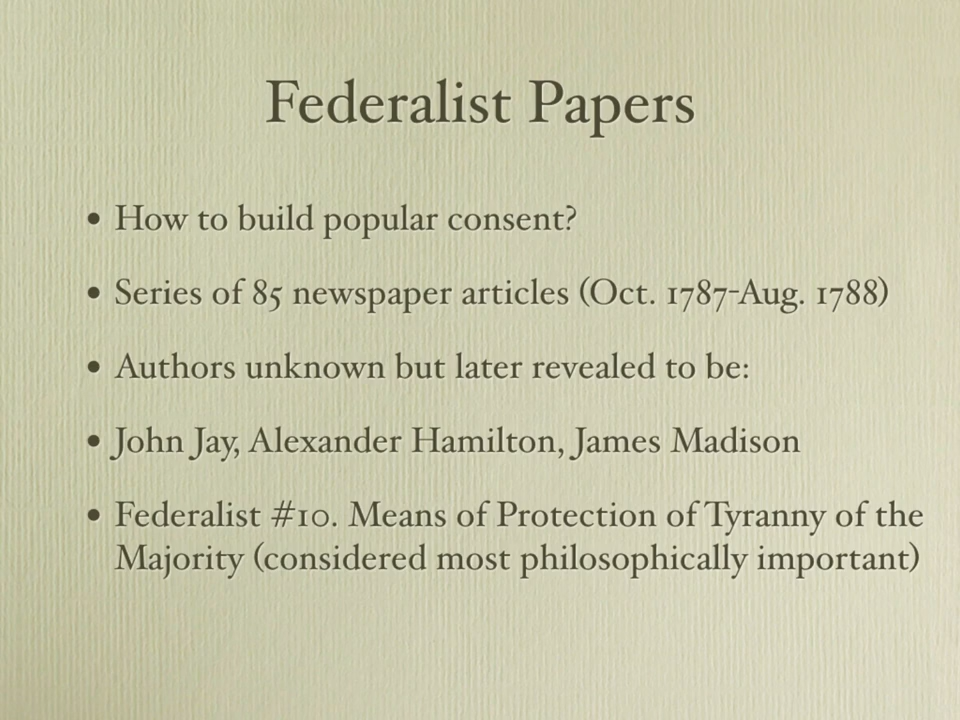 Federalist Papers
• How to build popular consent?
• Series of 85 newspaper articles (Oct. 1787-Aug. 1788)
• Authors unknown but later revealed to be:
• John Jay, Alexander Hamilton, James Madison
• Federalist #10. Means of Protection of Tyranny of the
Majority (considered most philosophically important)